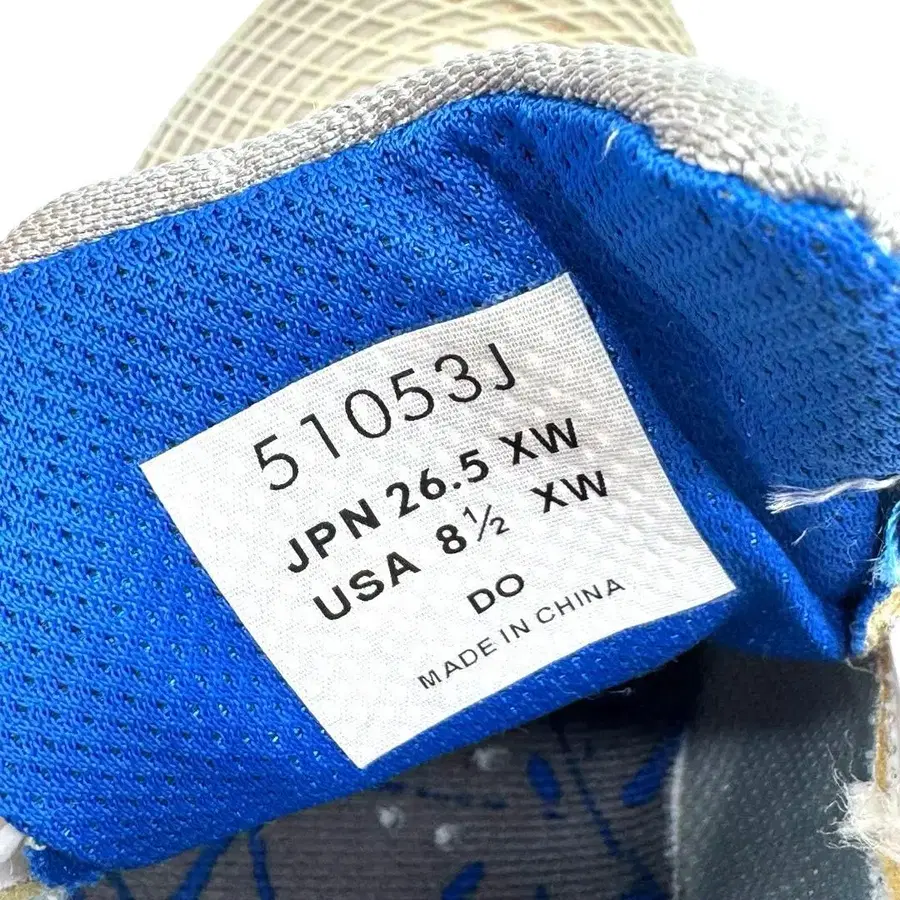 51053J
JPN 26.5 XW
USA 8½ XW
DO
MADE IN CHINA